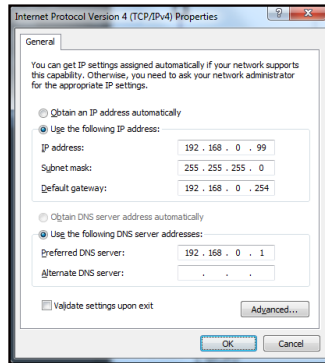 Internet Protocol Version 4 (TCP/IPv4) Properties
General
You can get IP settings assigned automatically if your network supports
this capability. Otherwise, you need to ask your network administrator
for the appropriate IP settings.
Obtain an IP address automatically
Use the following IP address:
IP address: 192 . 168 . 0 . 99
Subnet mask: 255 . 255 . 255 . 0
Default gateway: 192 . 168 . 0 . 254
Obtain DNS server address automatically
Use the following DNS server addresses:
Preferred DNS server: 192 . 168 . 0 . 1
Alternate DNS server: . . .
Validate settings upon exit
Advanced...
OK Cancel